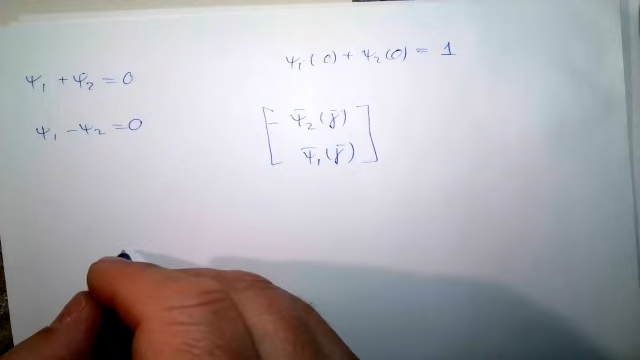 Ψ₁ + Ψ₂ = 0
Ψ₁ − Ψ₂ = 0
Ψ₁(0) + Ψ₂(0) = 1
[ − Ψ̄₂(ȷ̄)
Ψ̄₁(ȷ̄) ]